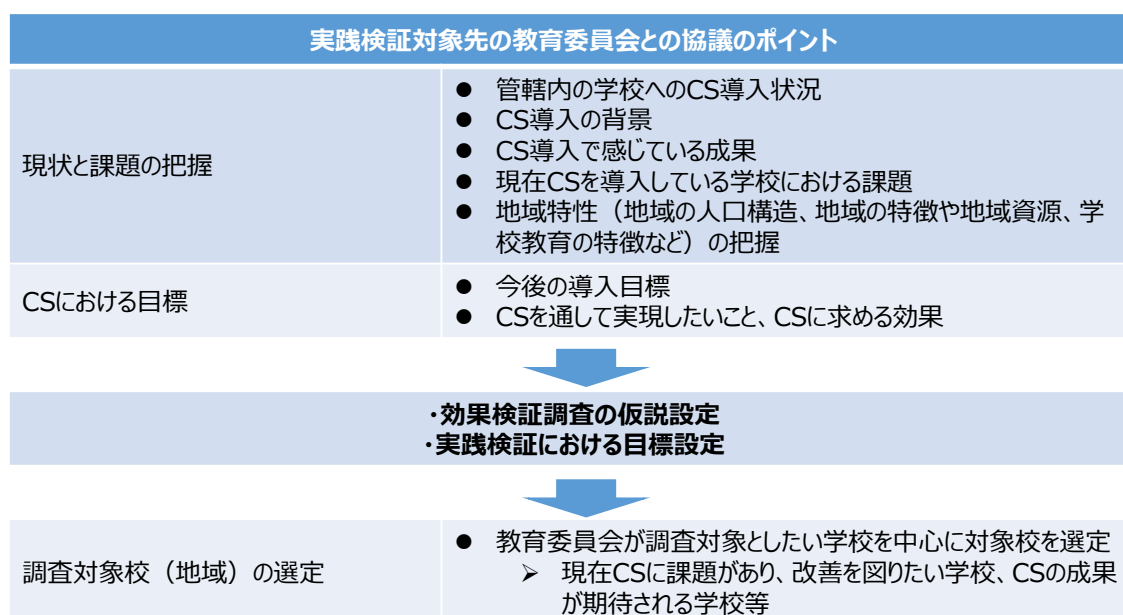 実践検証対象先の教育委員会との協議のポイント
現状と課題の把握
● 管轄内の学校へのCS導入状況
● CS導入の背景
● CS導入で感じている成果
● 現在CSを導入している学校における課題
● 地域特性（地域の人口構造、地域の特徴や地域資源、学
校教育の特徴など）の把握
CSにおける目標
● 今後の導入目標
● CSを通して実現したいこと、CSに求める効果
・効果検証調査の仮説設定
・実践検証における目標設定
調査対象校（地域）の選定
● 教育委員会が調査対象としたい学校を中心に対象校を選定
➢ 現在CSに課題があり、改善を図りたい学校、CSの成果
が期待される学校等